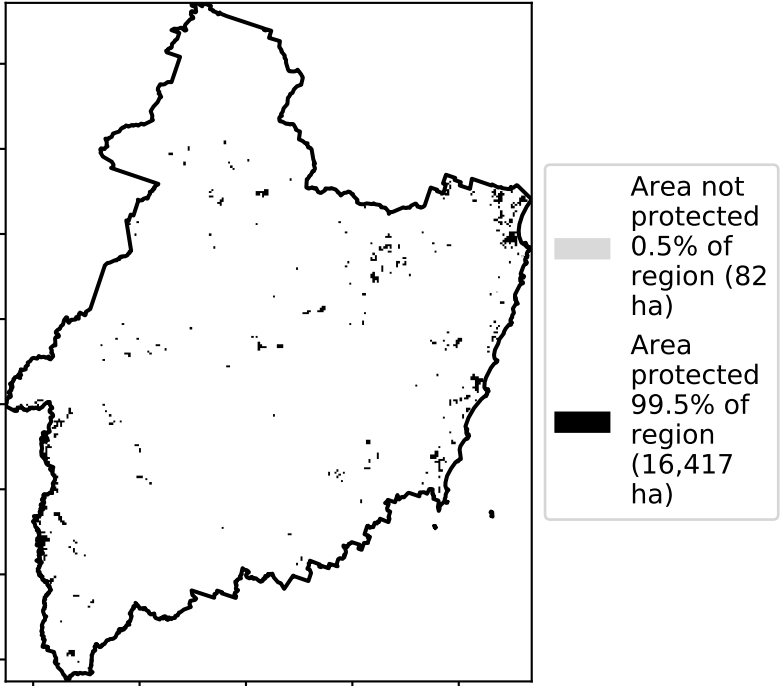 Area not
protected
0.5% of
region (82
ha)
Area
protected
99.5% of
region
(16,417
ha)